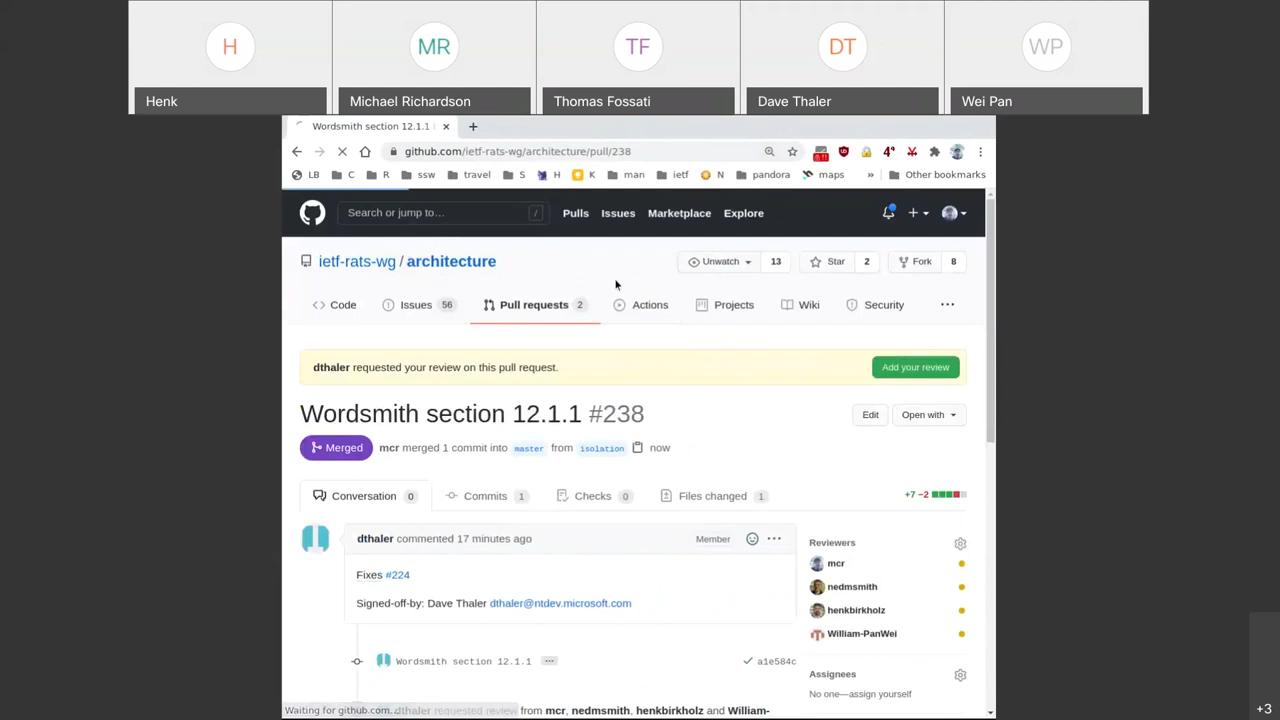 H
MR
TF
DT
WP
Henk
Michael Richardson
Thomas Fossati
Dave Thaler
Wei Pan
Wordsmith section 12.1.1
github.com/ietf-rats-wg/architecture/pull/238
LB C R ssw travel S H K man ietf N pandora maps » Other bookmarks
Search or jump to… / Pulls Issues Marketplace Explore
ietf-rats-wg / architecture Unwatch 13 Star 2 Fork 8
Code Issues 56 Pull requests 2 Actions Projects Wiki Security
dthaler requested your review on this pull request. Add your review
Wordsmith section 12.1.1 #238 Edit Open with
Merged mcr merged 1 commit into master from isolation now
Conversation 0 Commits 1 Checks 0 Files changed 1 +7 −2
dthaler commented 17 minutes ago Member
Fixes #224
Signed-off-by: Dave Thaler dthaler@ntdev.microsoft.com
Wordsmith section 12.1.1 a1e584c
Reviewers
mcr
nedmsmith
henkbirkholz
William-PanWei
Assignees
No one—assign yourself
Waiting for github.com... dthaler requested review from mcr, nedmsmith, henkbirkholz and William-
+3